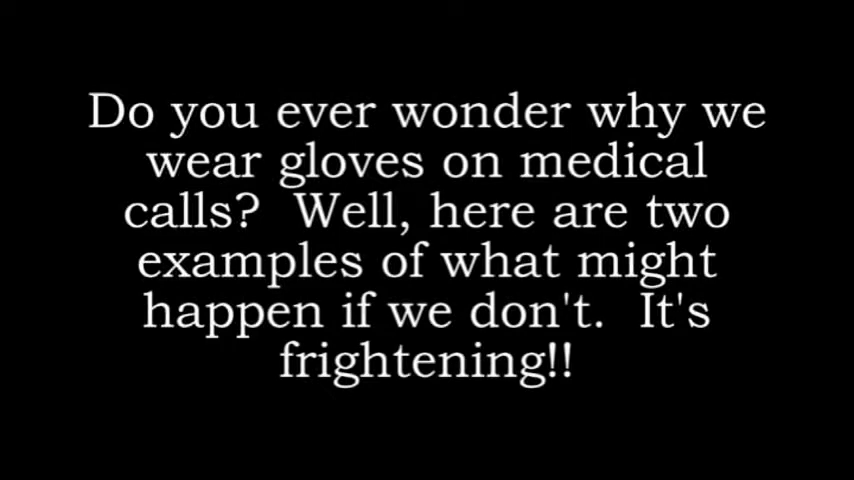 Do you ever wonder why we
wear gloves on medical
calls?  Well, here are two
examples of what might
happen if we don't.  It's
frightening!!